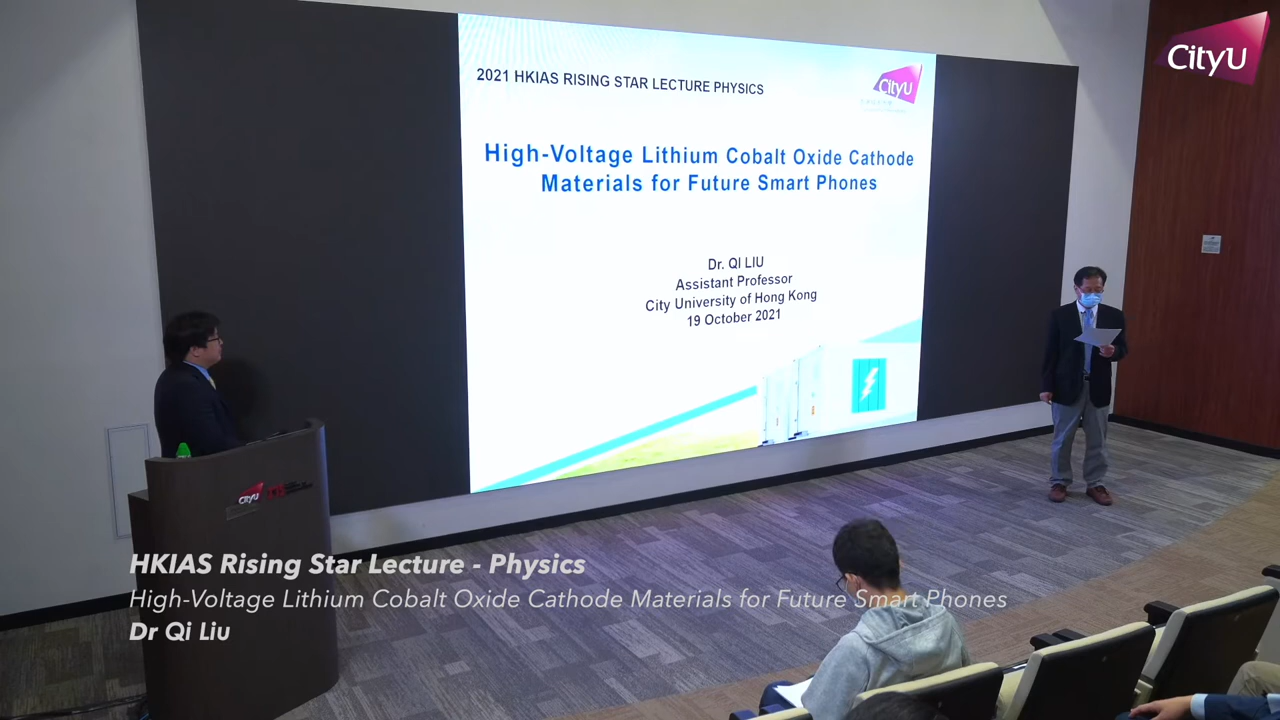 CityU
2021 HKIAS RISING STAR LECTURE PHYSICS
CityU
High-Voltage Lithium Cobalt Oxide Cathode
Materials for Future Smart Phones
Dr. QI LIU
Assistant Professor
City University of Hong Kong
19 October 2021
CityU
HKIAS Rising Star Lecture - Physics
High-Voltage Lithium Cobalt Oxide Cathode Materials for Future Smart Phones
Dr Qi Liu